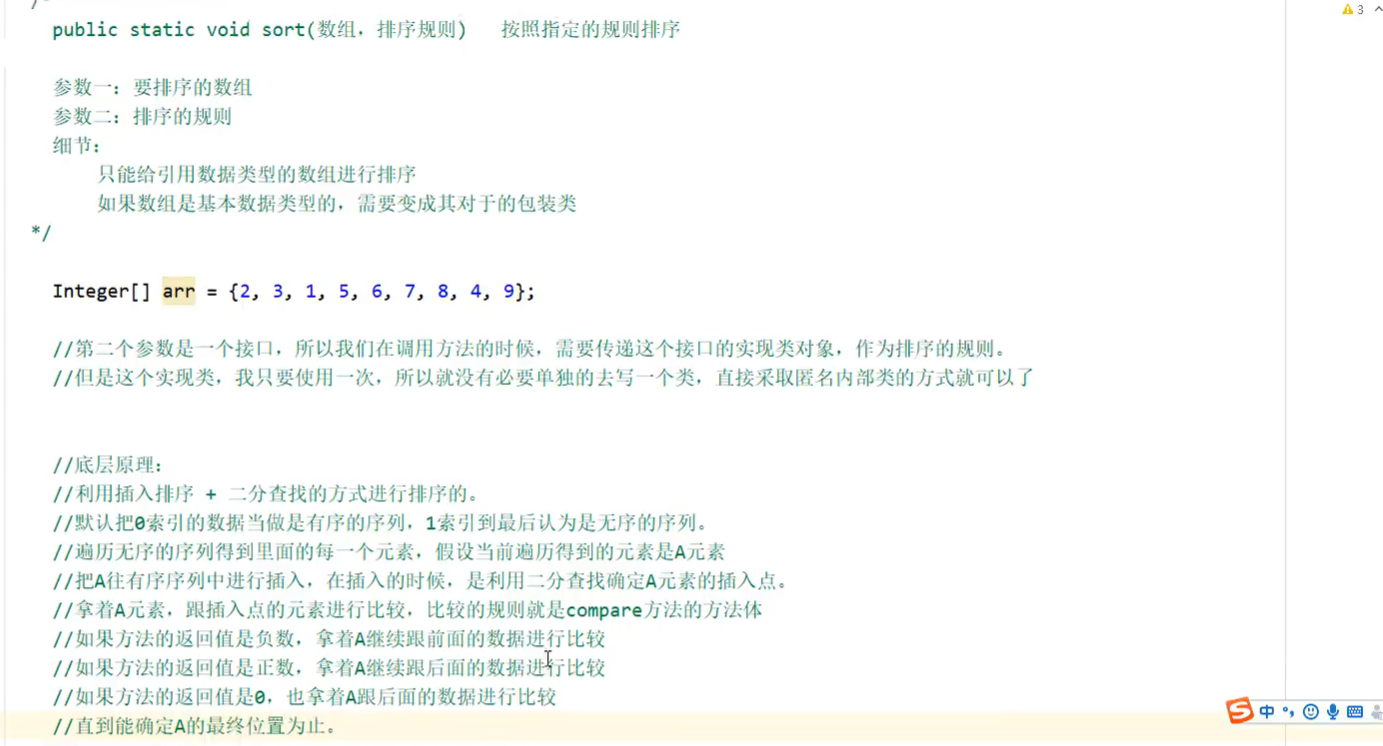 public static void sort(数组，排序规则)   按照指定的规则排序
参数一：要排序的数组
参数二：排序的规则
细节：
只能给引用数据类型的数组进行排序
如果数组是基本数据类型的，需要变成其对于的包装类
*/
Integer[] arr = {2, 3, 1, 5, 6, 7, 8, 4, 9};
//第二个参数是一个接口，所以我们在调用方法的时候，需要传递这个接口的实现类对象，作为排序的规则。
//但是这个实现类，我只要使用一次，所以就没有必要单独的去写一个类，直接采取匿名内部类的方式就可以了
//底层原理：
//利用插入排序 + 二分查找的方式进行排序的。
//默认把0索引的数据当做是有序的序列，1索引到最后认为是无序的序列。
//遍历无序的序列得到里面的每一个元素，假设当前遍历得到的元素是A元素
//把A往有序序列中进行插入，在插入的时候，是利用二分查找确定A元素的插入点。
//拿着A元素，跟插入点的元素进行比较，比较的规则就是compare方法的方法体
//如果方法的返回值是负数，拿着A继续跟前面的数据进行比较
//如果方法的返回值是正数，拿着A继续跟后面的数据进行比较
//如果方法的返回值是0，也拿着A跟后面的数据进行比较
//直到能确定A的最终位置为止。
3
S 中